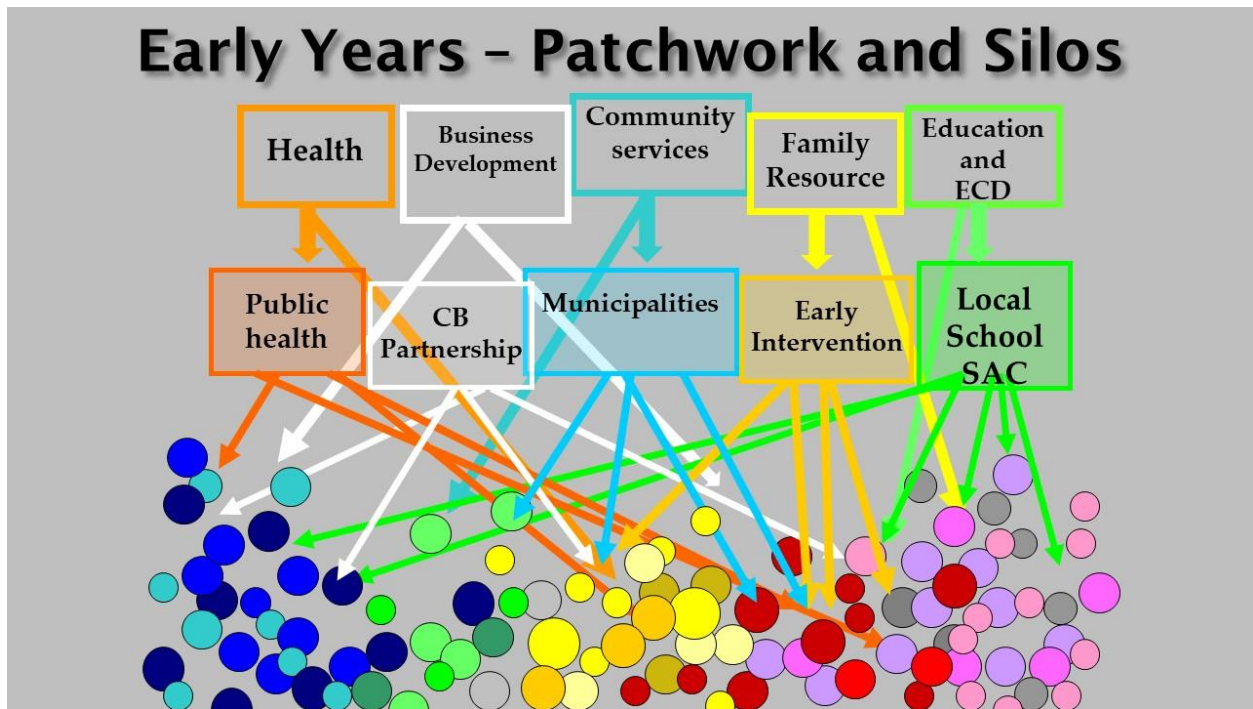 Early Years – Patchwork and Silos
Health
Business
Development
Community
services
Family
Resource
Education
and
ECD
Public
health
CB
Partnership
Municipalities
Early
Intervention
Local
School
SAC